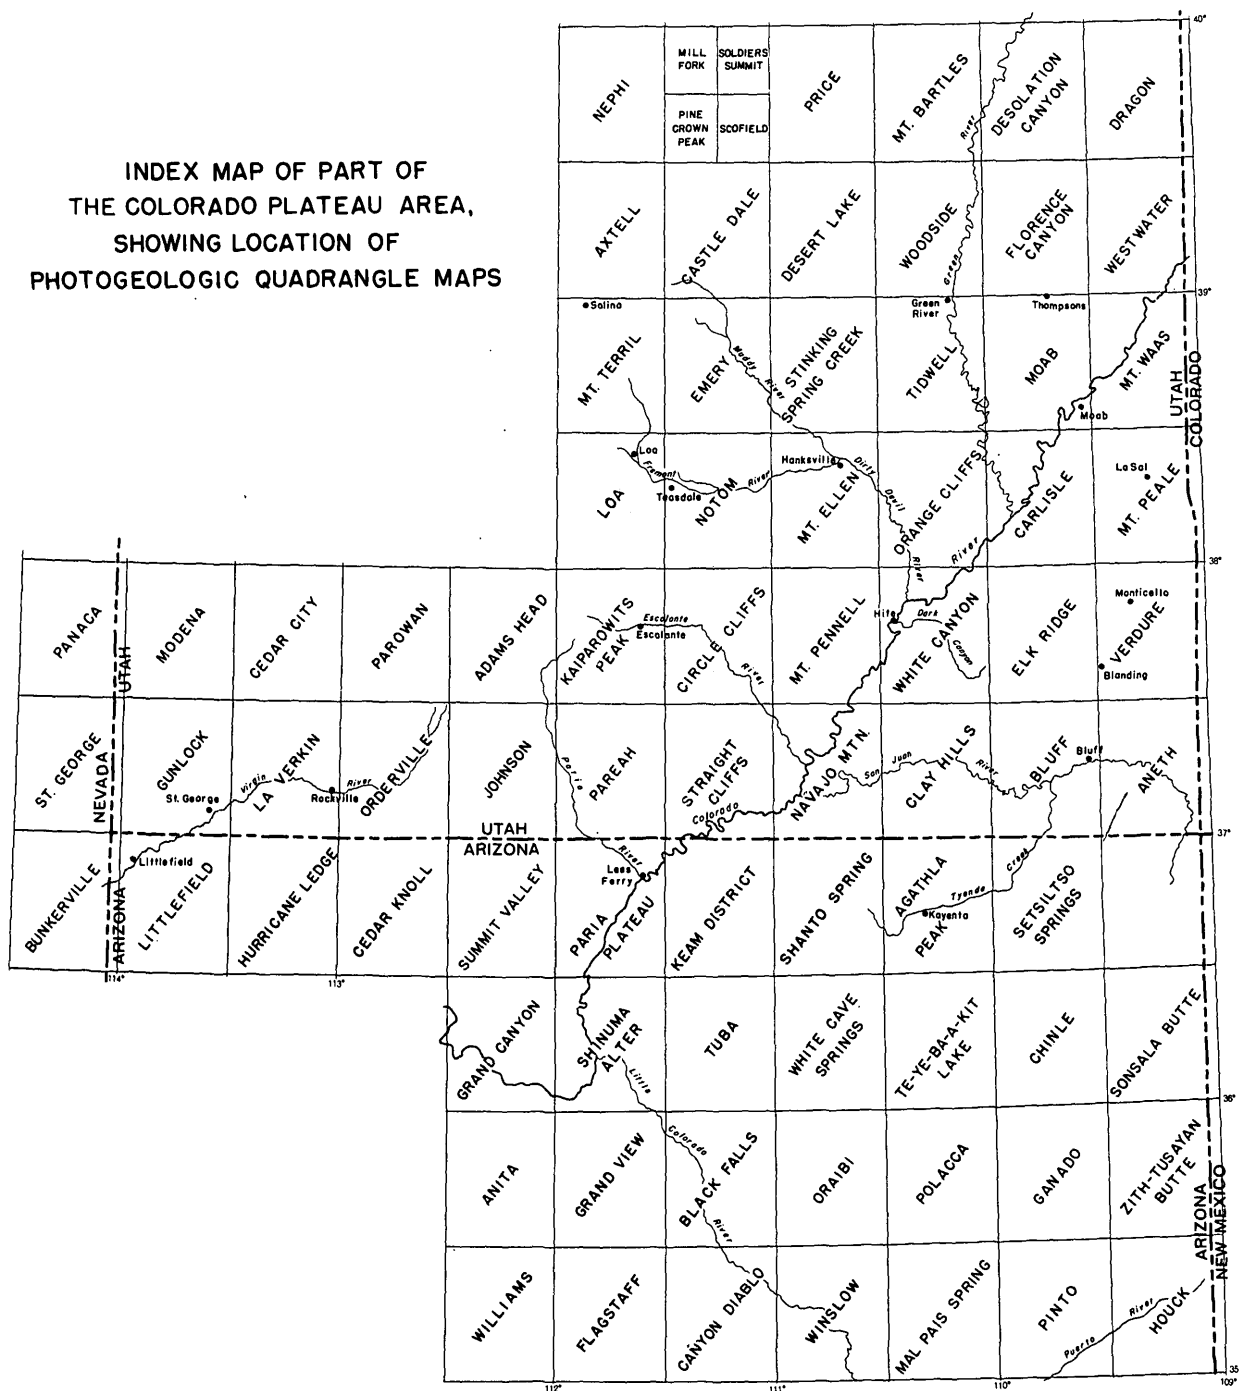 INDEX MAP OF PART OF
THE COLORADO PLATEAU AREA,
SHOWING LOCATION OF
PHOTOGEOLOGIC QUADRANGLE MAPS
40°
NEPHI
MILL
FORK
SOLDIERS
SUMMIT
PINE
CROWN
PEAK
SCOFIELD
PRICE
MT. BARTLES
River
DESOLATION
CANYON
DRAGON
AXTELL
CASTLE DALE
DESERT LAKE
WOODSIDE
Green
FLORENCE
CANYON
WESTWATER
39°
Salina
Green
River
Thompsons
MT. TERRIL
EMERY
Muddy
River
STINKING
SPRING CREEK
TIDWELL
MOAB
MT. WAAS
Moab
UTAH
COLORADO
LOA
Loa
Fremont
Teasdale
NOTOM
River
Hanksville
MT. ELLEN
Dirty
Devil
River
ORANGE CLIFFS
CARLISLE
River
LaSal
MT. PEALE
38°
PANACA
UTAH
MODENA
CEDAR CITY
PAROWAN
ADAMS HEAD
KAIPAROWITS
PEAK
Escalante
Escalante
CIRCLE CLIFFS
River
MT. PENNELL
Hite
Dark
Canyon
WHITE CANYON
ELK RIDGE
Monticello
VERDURE
Blanding
ST. GEORGE
NEVADA
GUNLOCK
St. George
Virgin
LA VERKIN
River
Rockville
ORDERVILLE
JOHNSON
Paria
PAREAH
STRAIGHT
CLIFFS
Colorado
NAVAJO MTN.
San
Juan
River
CLAY HILLS
BLUFF
Bluff
ANETH
UTAH
ARIZONA
37°
BUNKERVILLE
ARIZONA
Littlefield
LITTLEFIELD
HURRICANE LEDGE
CEDAR KNOLL
SUMMIT VALLEY
River
Lees
Ferry
PARIA
PLATEAU
KEAM DISTRICT
SHANTO SPRING
AGATHLA
PEAK
Kayenta
Tyende
Creek
SETSILTSO
SPRINGS
114°
113°
GRAND CANYON
SHINUMA
ALTER
Little
TUBA
WHITE CAVE
SPRINGS
TE-YE-BA-A-KIT
LAKE
CHINLE
SONSALA BUTTE
36°
ANITA
GRAND VIEW
Colorado
BLACK FALLS
River
ORAIBI
POLACCA
GANADO
ZITH-TUSAYAN
BUTTE
ARIZONA
NEW MEXICO
WILLIAMS
FLAGSTAFF
CAÑYON DIABLO
WINSLOW
MAL PAIS SPRING
PINTO
Puerto
River
HOUCK
35
112°
111°
110°
109°